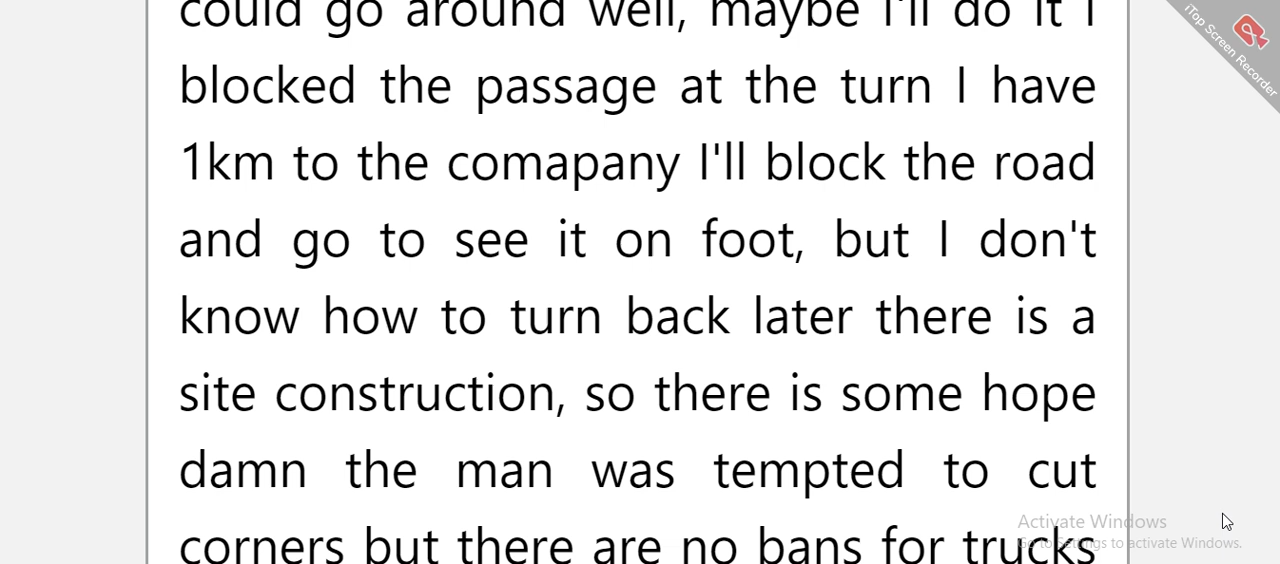 could go around well, maybe I'll do it I
blocked the passage at the turn I have
1km to the comapany I'll block the road
and go to see it on foot, but I don't
know how to turn back later there is a
site construction, so there is some hope
damn the man was tempted to cut
corners but there are no bans for trucks
iTop Screen Recorder
Activate Windows
Go to Settings to activate Windows.